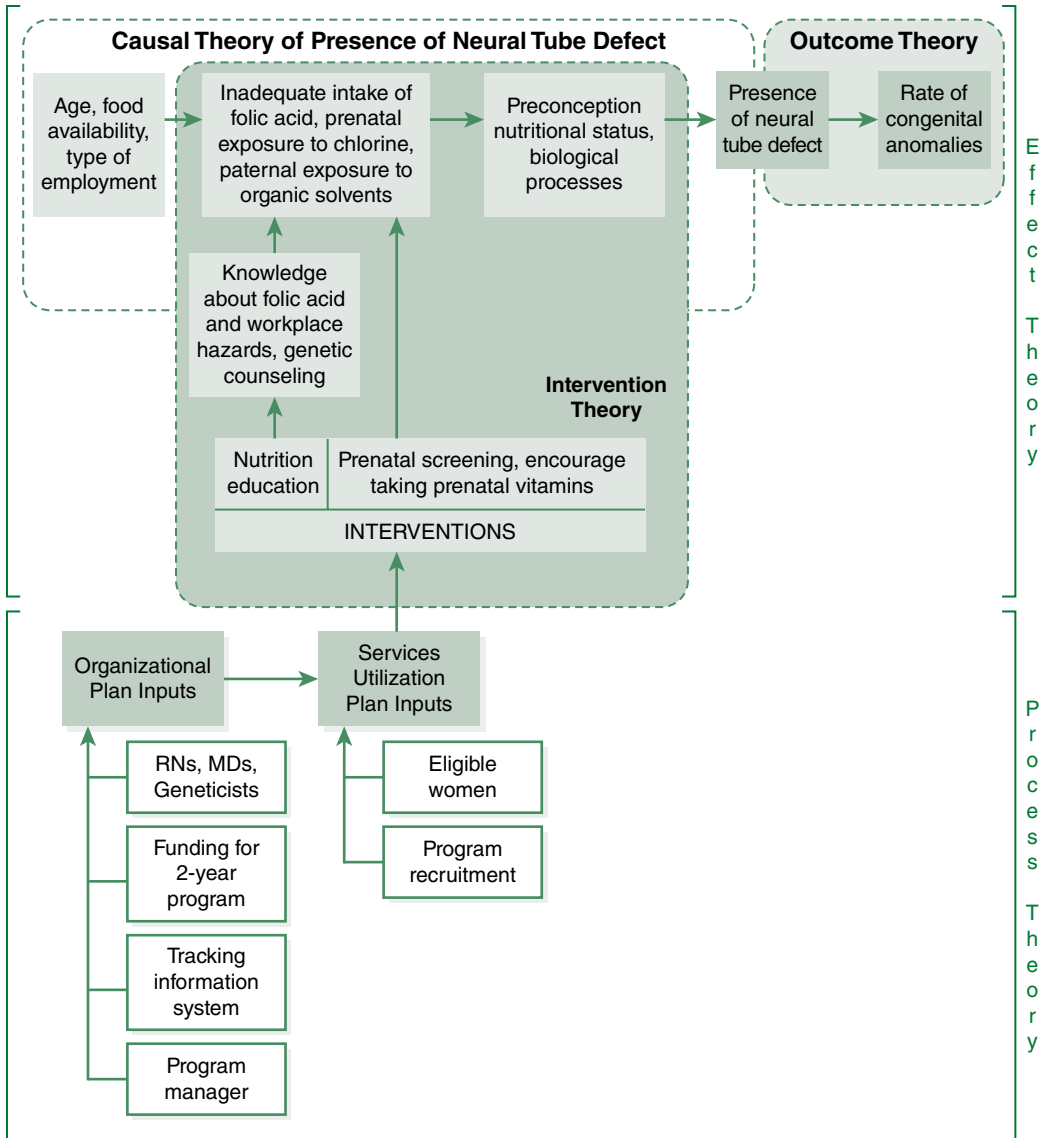 Causal Theory of Presence of Neural Tube Defect
Outcome Theory
Age, food
availability,
type of
employment
Inadequate intake of
folic acid, prenatal
exposure to chlorine,
paternal exposure to
organic solvents
Preconception
nutritional status,
biological
processes
Presence
of neural
tube defect
Rate of
congenital
anomalies
Knowledge
about folic acid
and workplace
hazards, genetic
counseling
Intervention
Theory
Nutrition
education
Prenatal screening, encourage
taking prenatal vitamins
INTERVENTIONS
Effect Theory
Organizational
Plan Inputs
Services
Utilization
Plan Inputs
RNs, MDs,
Geneticists
Funding for
2-year
program
Tracking
information
system
Program
manager
Eligible
women
Program
recruitment
Process Theory